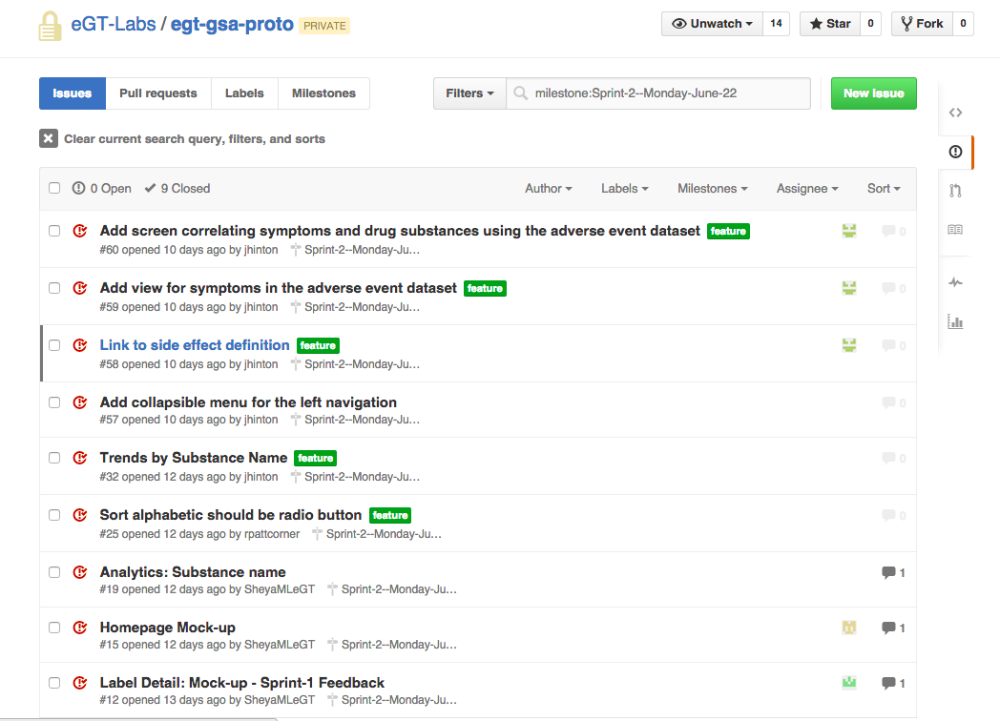 eGT-Labs / egt-gsa-proto PRIVATE
Unwatch 14 Star 0 Fork 0
Issues Pull requests Labels Milestones
Filters milestone:Sprint-2--Monday-June-22
New issue
Clear current search query, filters, and sorts
0 Open 9 Closed
Author Labels Milestones Assignee Sort
Add screen correlating symptoms and drug substances using the adverse event dataset feature
0
#60 opened 10 days ago by jhinton Sprint-2--Monday-Ju...
Add view for symptoms in the adverse event dataset feature
0
#59 opened 10 days ago by jhinton Sprint-2--Monday-Ju...
Link to side effect definition feature
0
#58 opened 10 days ago by jhinton Sprint-2--Monday-Ju...
Add collapsible menu for the left navigation
0
#57 opened 10 days ago by jhinton Sprint-2--Monday-Ju...
Trends by Substance Name feature
0
#32 opened 12 days ago by jhinton Sprint-2--Monday-Ju...
Sort alphabetic should be radio button feature
0
#25 opened 12 days ago by rpattcorner Sprint-2--Monday-Ju...
Analytics: Substance name
1
#19 opened 12 days ago by SheyaMLeGT Sprint-2--Monday-Ju...
Homepage Mock-up
1
#15 opened 12 days ago by SheyaMLeGT Sprint-2--Monday-Ju...
Label Detail: Mock-up - Sprint-1 Feedback
1
#12 opened 13 days ago by SheyaMLeGT Sprint-2--Monday-Ju...